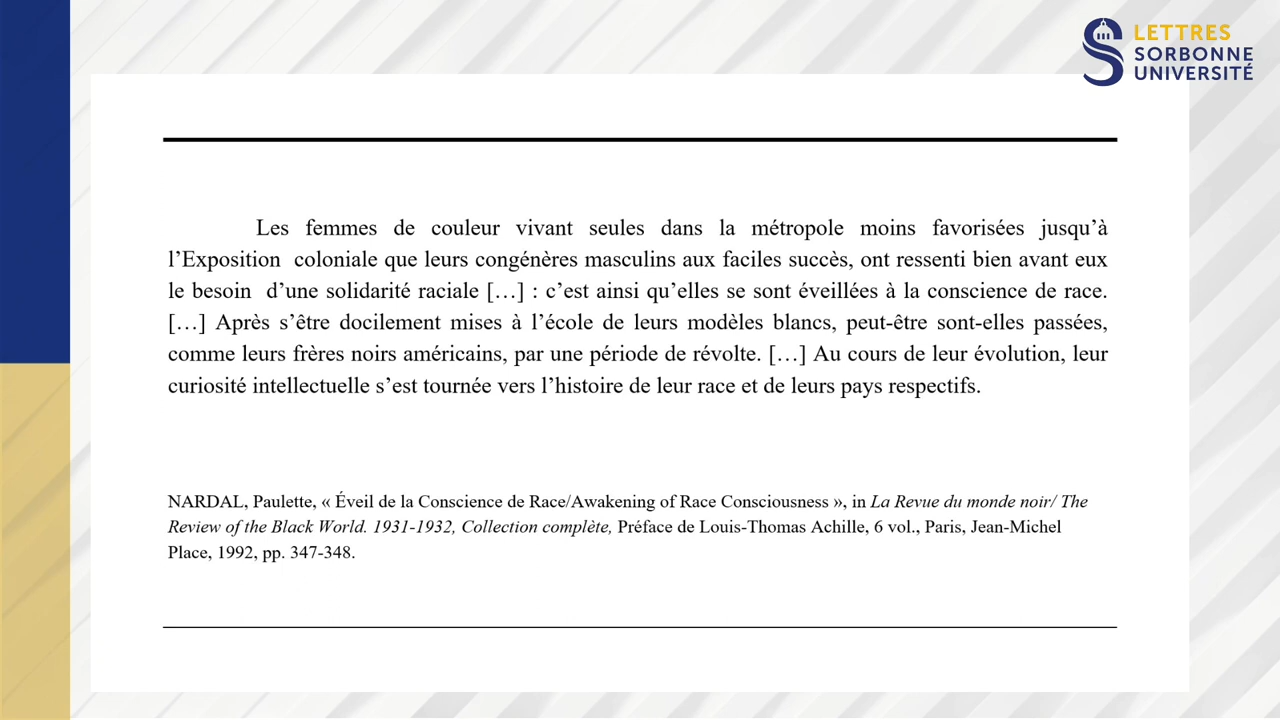 LETTRES
SORBONNE
UNIVERSITÉ
Les femmes de couleur vivant seules dans la métropole moins favorisées jusqu’à
l’Exposition coloniale que leurs congénères masculins aux faciles succès, ont ressenti bien avant eux
le besoin d’une solidarité raciale […] : c’est ainsi qu’elles se sont éveillées à la conscience de race.
[…] Après s’être docilement mises à l’école de leurs modèles blancs, peut-être sont-elles passées,
comme leurs frères noirs américains, par une période de révolte. […] Au cours de leur évolution, leur
curiosité intellectuelle s’est tournée vers l’histoire de leur race et de leurs pays respectifs.
NARDAL, Paulette, « Éveil de la Conscience de Race/Awakening of Race Consciousness », in La Revue du monde noir/ The
Review of the Black World. 1931-1932, Collection complète, Préface de Louis-Thomas Achille, 6 vol., Paris, Jean-Michel
Place, 1992, pp. 347-348.